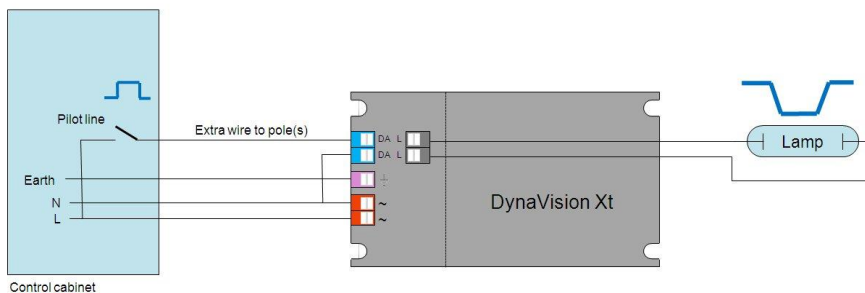 Pilot line
Extra wire to pole(s)
DA L
DA L
Lamp
Earth
N
~
DynaVision Xt
L
~
Control cabinet